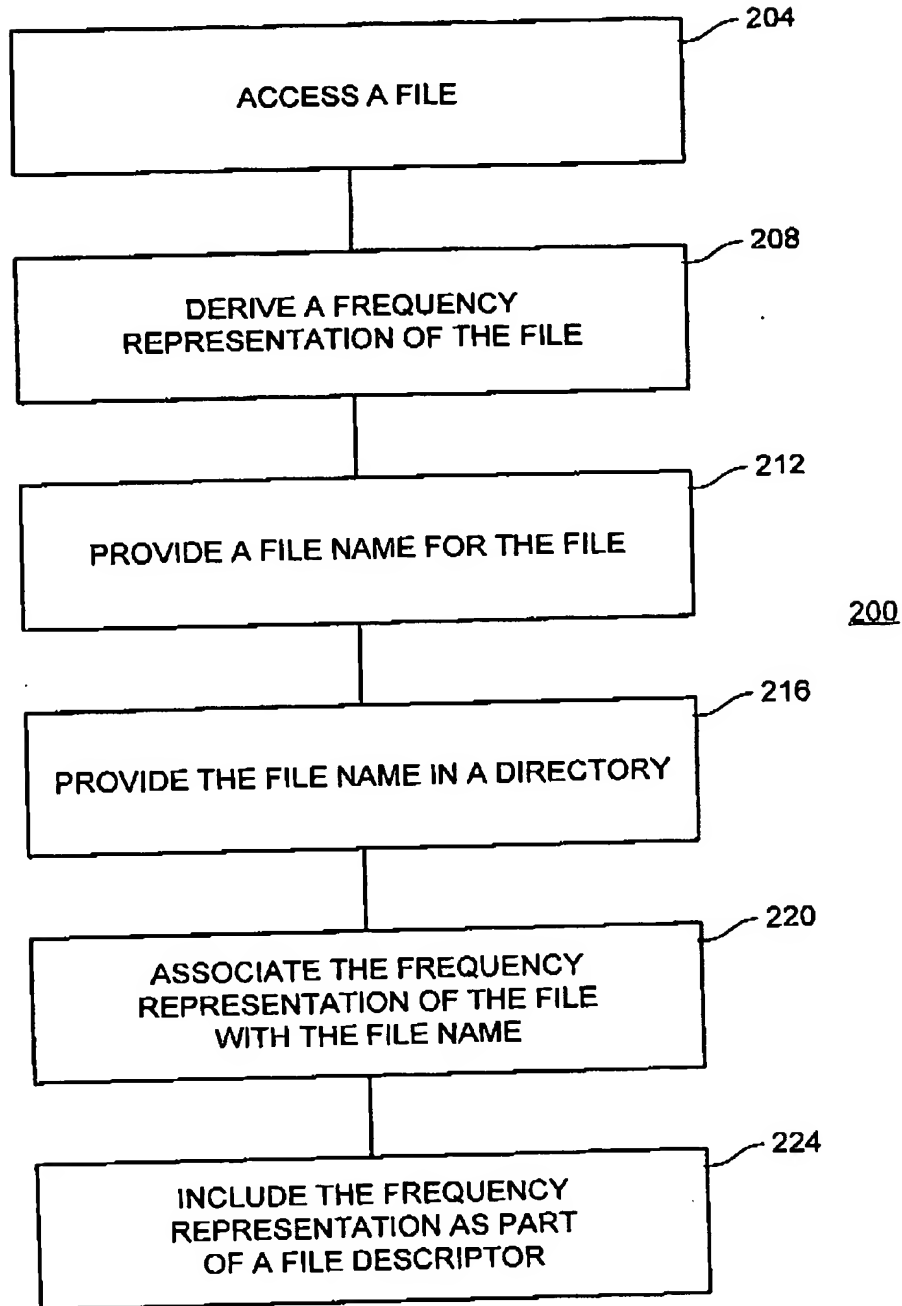 204
ACCESS A FILE
208
DERIVE A FREQUENCY
REPRESENTATION OF THE FILE
212
PROVIDE A FILE NAME FOR THE FILE
200
216
PROVIDE THE FILE NAME IN A DIRECTORY
220
ASSOCIATE THE FREQUENCY
REPRESENTATION OF THE FILE
WITH THE FILE NAME
224
INCLUDE THE FREQUENCY
REPRESENTATION AS PART
OF A FILE DESCRIPTOR